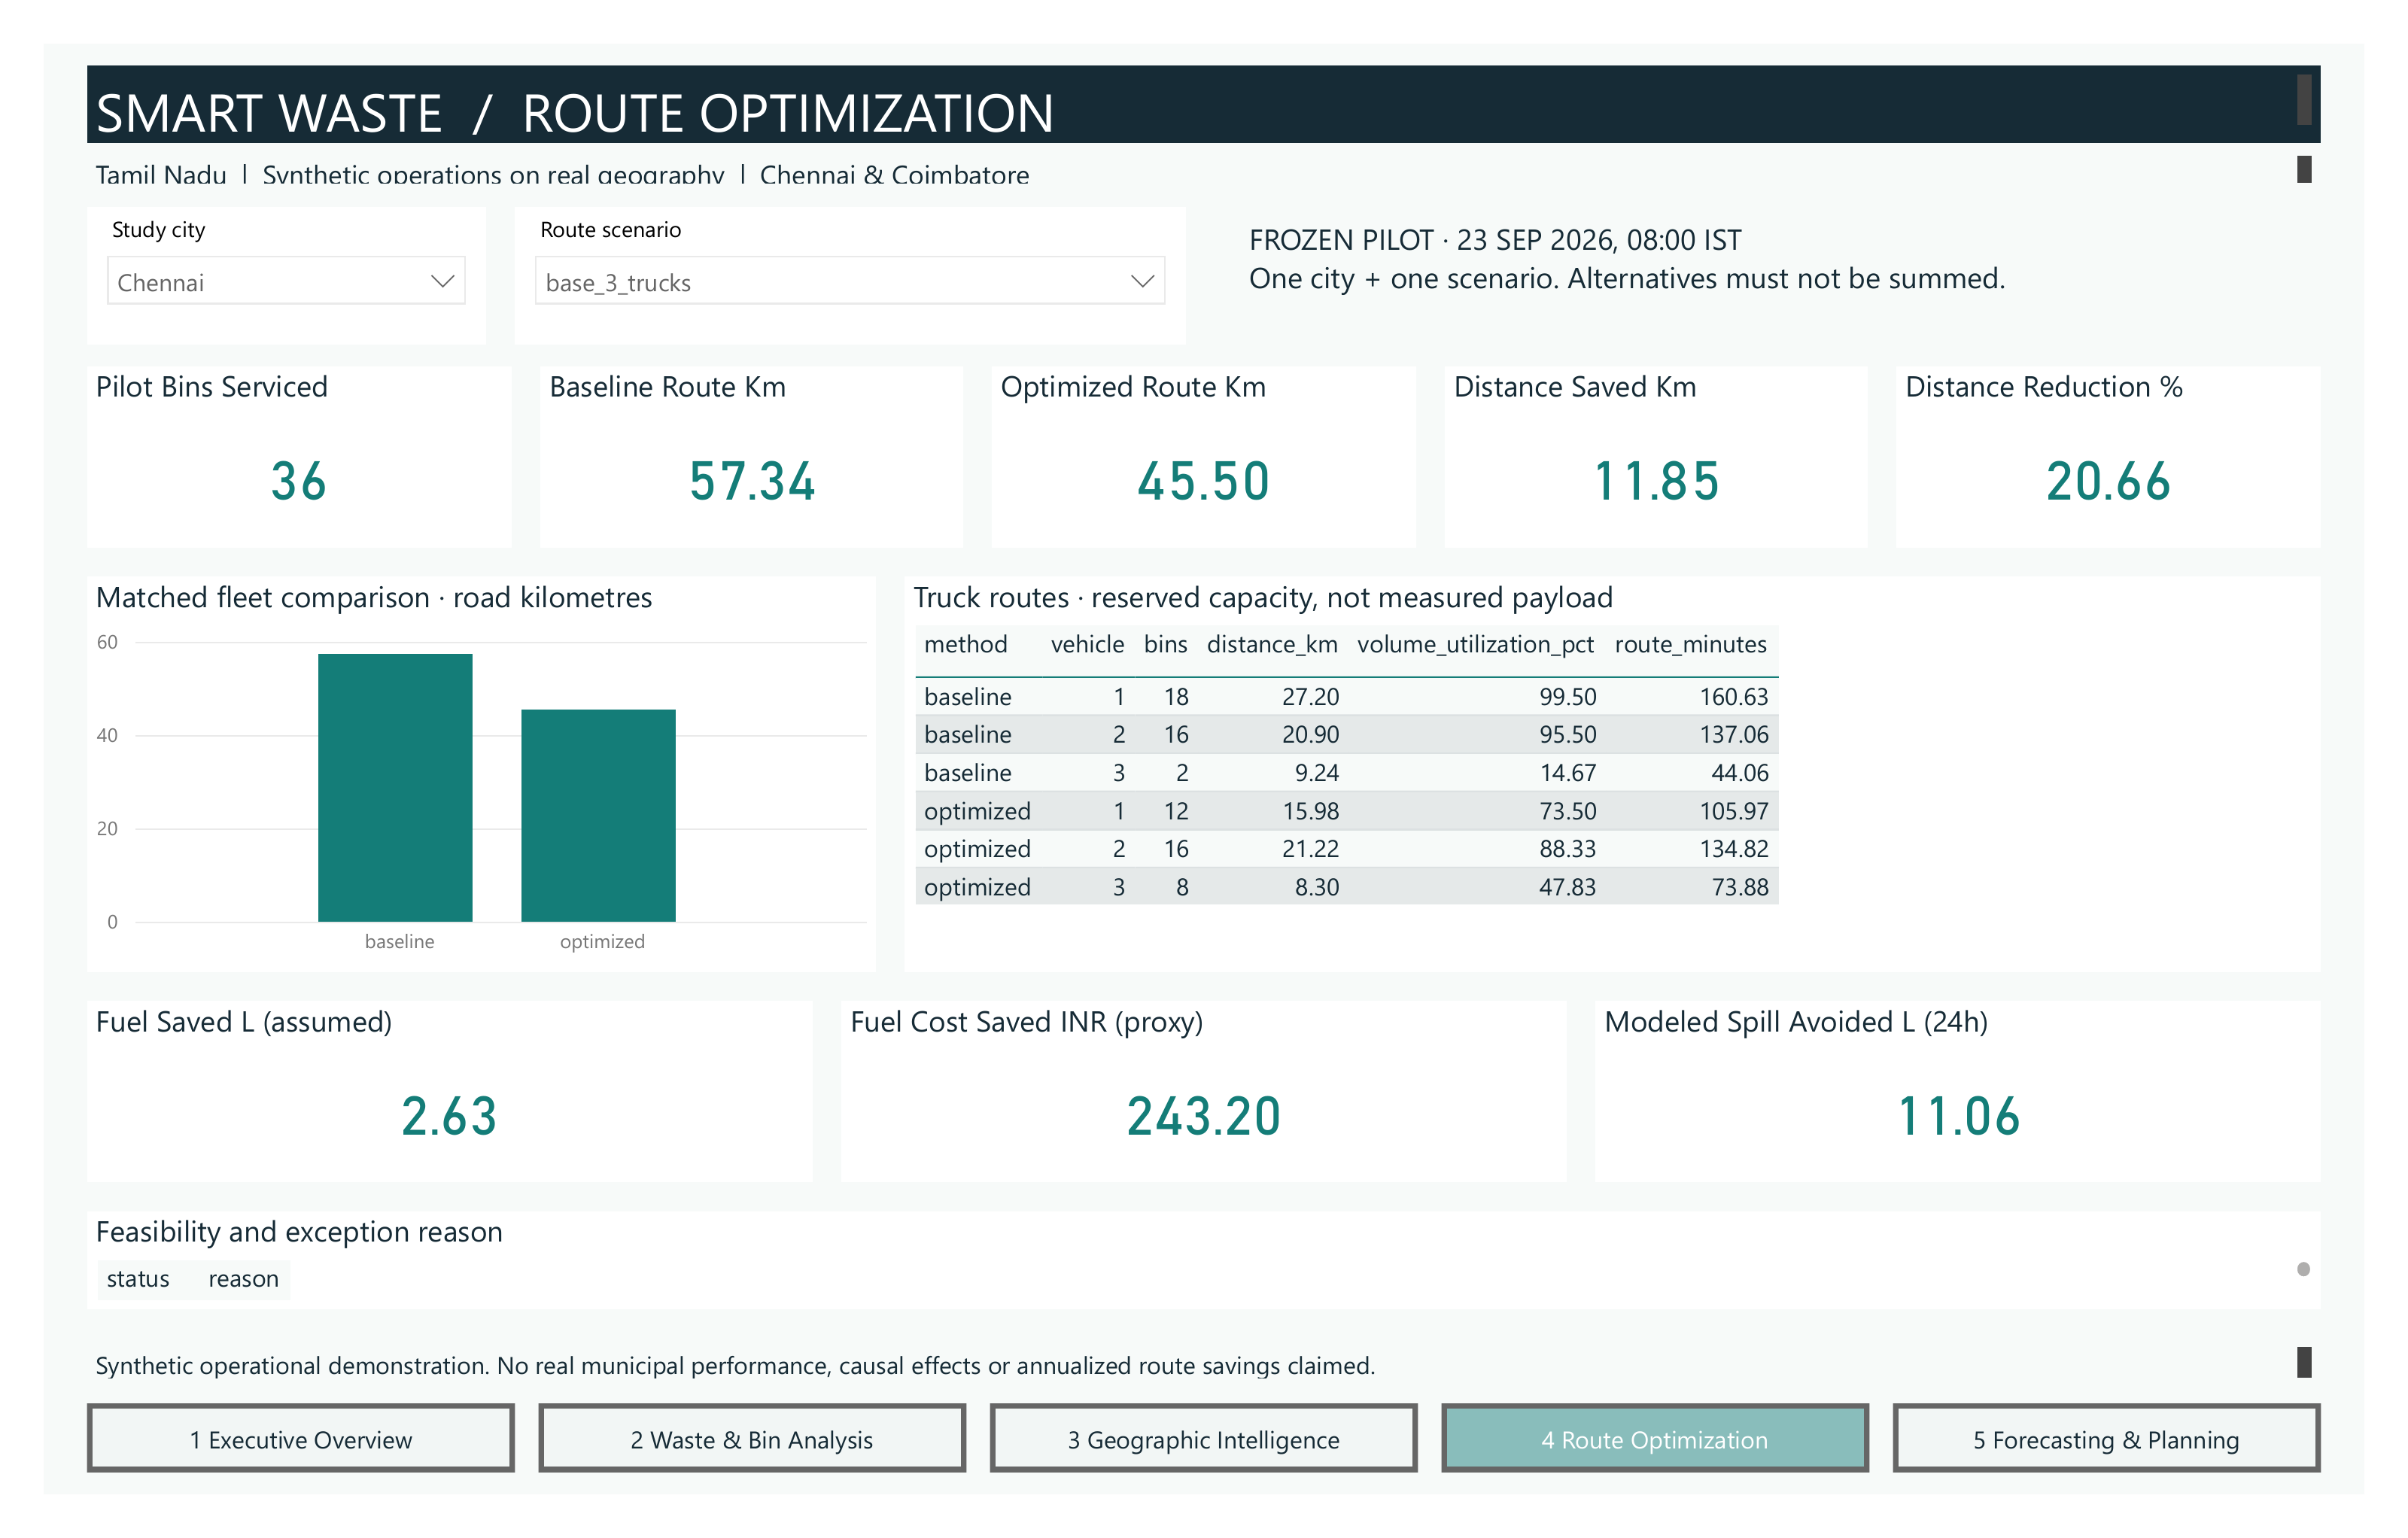 SMART WASTE / ROUTE OPTIMIZATION
Tamil Nadu | Synthetic operations on real geography | Chennai & Coimbatore
Study city
Chennai
Route scenario
base_3_trucks
FROZEN PILOT · 23 SEP 2026, 08:00 IST
One city + one scenario. Alternatives must not be summed.
Pilot Bins Serviced
36
Baseline Route Km
57.34
Optimized Route Km
45.50
Distance Saved Km
11.85
Distance Reduction %
20.66
Matched fleet comparison · road kilometres
60
40
20
0
baseline optimized
Truck routes · reserved capacity, not measured payload
method vehicle bins distance_km volume_utilization_pct route_minutes
baseline 1 18 27.20 99.50 160.63
baseline 2 16 20.90 95.50 137.06
baseline 3 2 9.24 14.67 44.06
optimized 1 12 15.98 73.50 105.97
optimized 2 16 21.22 88.33 134.82
optimized 3 8 8.30 47.83 73.88
Fuel Saved L (assumed)
2.63
Fuel Cost Saved INR (proxy)
243.20
Modeled Spill Avoided L (24h)
11.06
Feasibility and exception reason
status reason
Synthetic operational demonstration. No real municipal performance, causal effects or annualized route savings claimed.
1 Executive Overview
2 Waste & Bin Analysis
3 Geographic Intelligence
4 Route Optimization
5 Forecasting & Planning